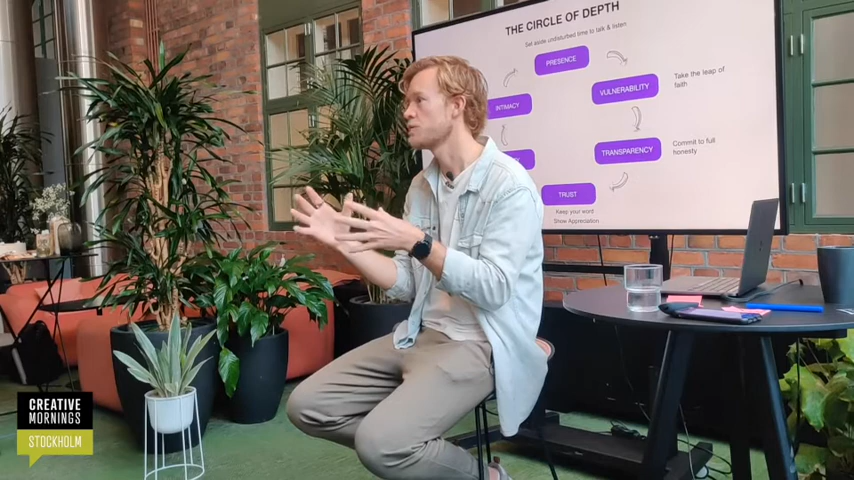 THE CIRCLE OF DEPTH
Set aside undisturbed time to talk & listen
PRESENCE
INTIMACY
VULNERABILITY
Take the leap of
faith
TRANSPARENCY
Commit to full
honesty
TRUST
Keep your word
Show Appreciation
CREATIVE
MORNINGS
STOCKHOLM